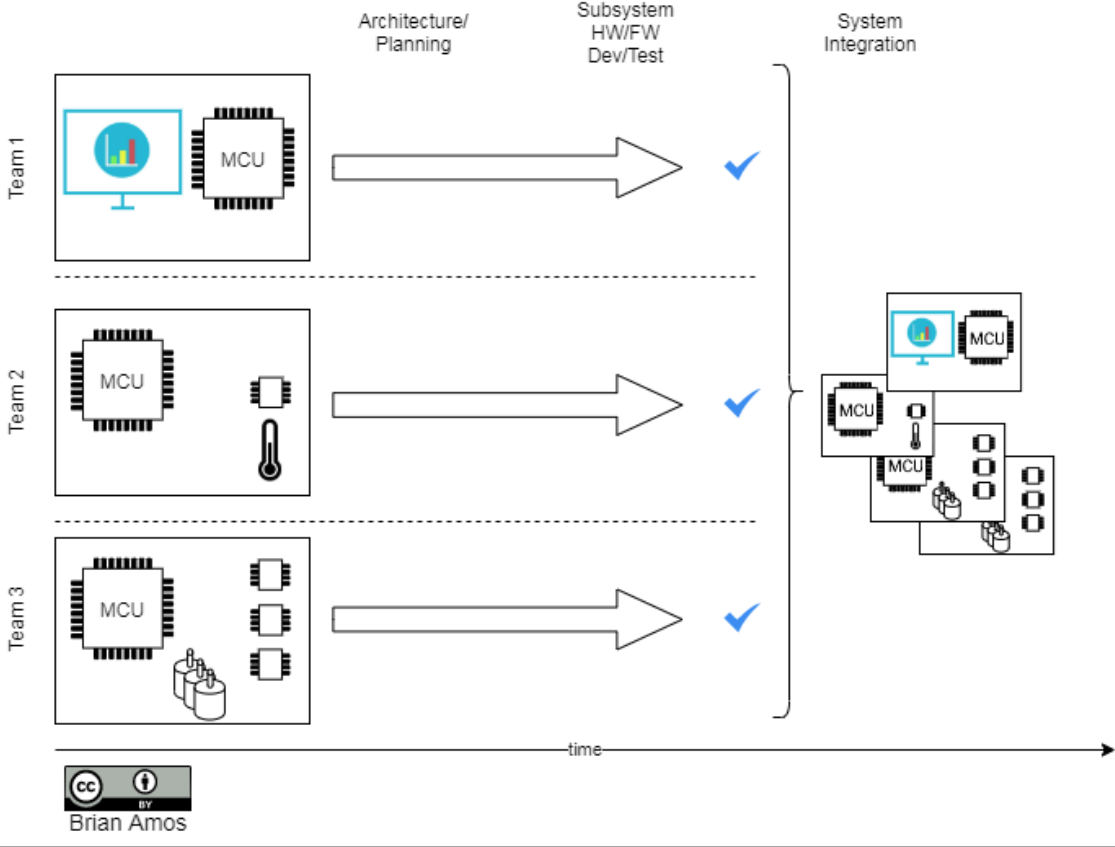 Architecture/
Planning
Subsystem
HW/FW
Dev/Test
System
Integration
Team 1
MCU
Team 2
MCU
Team 3
MCU
MCU
MCU
MCU
time
cc
BY
Brian Amos